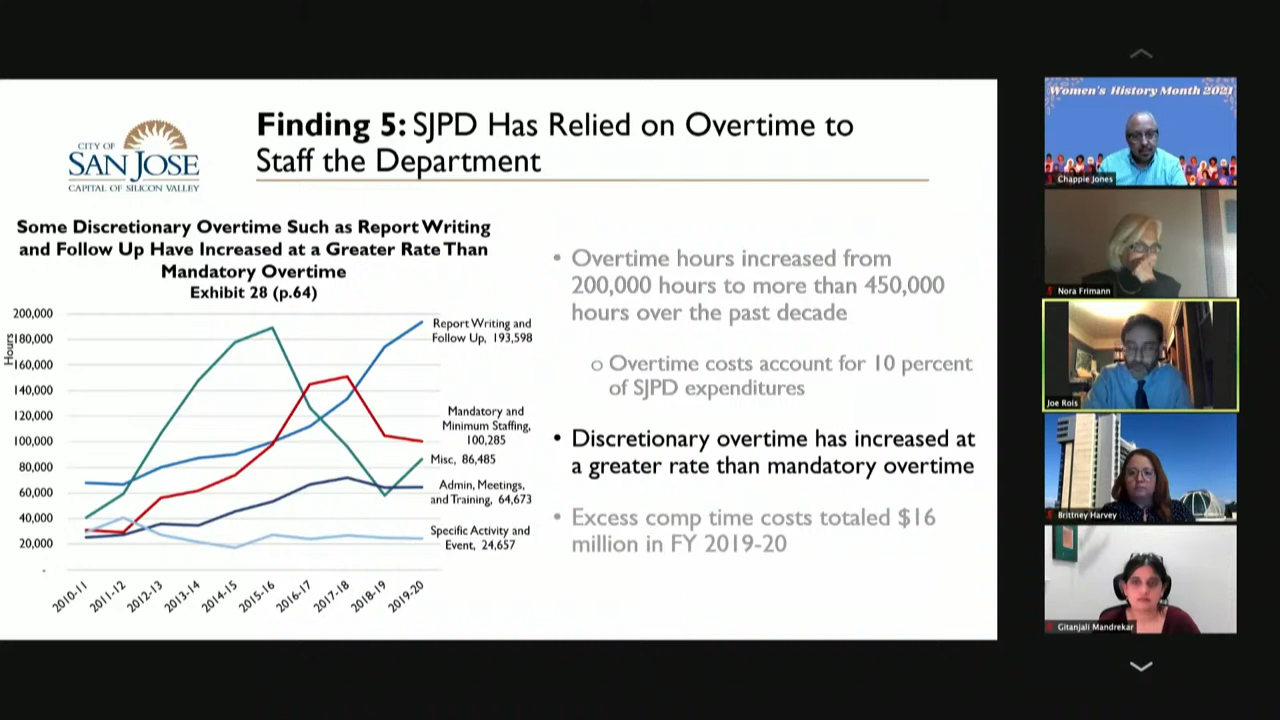 CITY OF
SAN JOSE
CAPITAL OF SILICON VALLEY
Finding 5: SJPD Has Relied on Overtime to
Staff the Department
Some Discretionary Overtime Such as Report Writing
and Follow Up Have Increased at a Greater Rate Than
Mandatory Overtime
Exhibit 28 (p.64)
Hours
200,000
180,000
160,000
140,000
120,000
100,000
80,000
60,000
40,000
20,000
-
2010-11
2011-12
2012-13
2013-14
2014-15
2015-16
2016-17
2017-18
2018-19
2019-20
Report Writing and
Follow Up, 193,598
Mandatory and
Minimum Staffing,
100,285
Misc, 86,485
Admin, Meetings,
and Training, 64,673
Specific Activity and
Event, 24,657
• Overtime hours increased from
200,000 hours to more than 450,000
hours over the past decade
o Overtime costs account for 10 percent
of SJPD expenditures
• Discretionary overtime has increased at
a greater rate than mandatory overtime
• Excess comp time costs totaled $16
million in FY 2019-20
Women's History Month 2021
Chappie Jones
Nora Frimann
Joe Rois
Brittney Harvey
Gitanjali Mandrekar